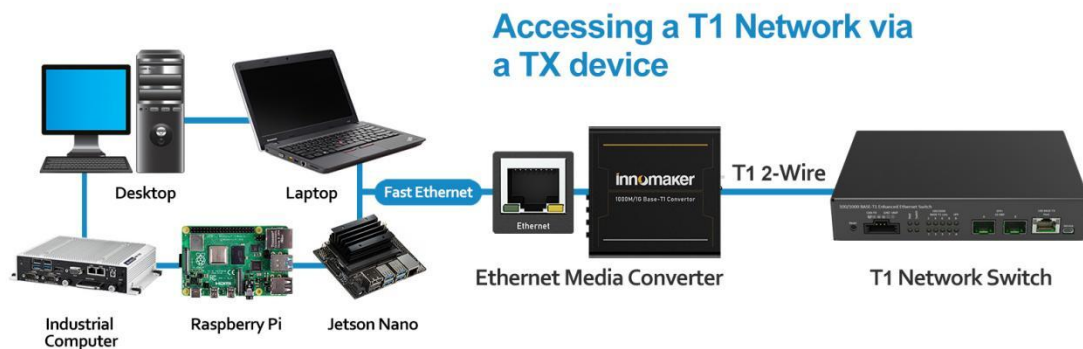 Accessing a T1 Network via
a TX device
Desktop
Laptop
Fast Ethernet
Ethernet
innomaker
1000M/1G Base-T1 Convertor
T1 2-Wire
Ethernet Media Converter
T1 Network Switch
Industrial
Computer
Raspberry Pi
Jetson Nano